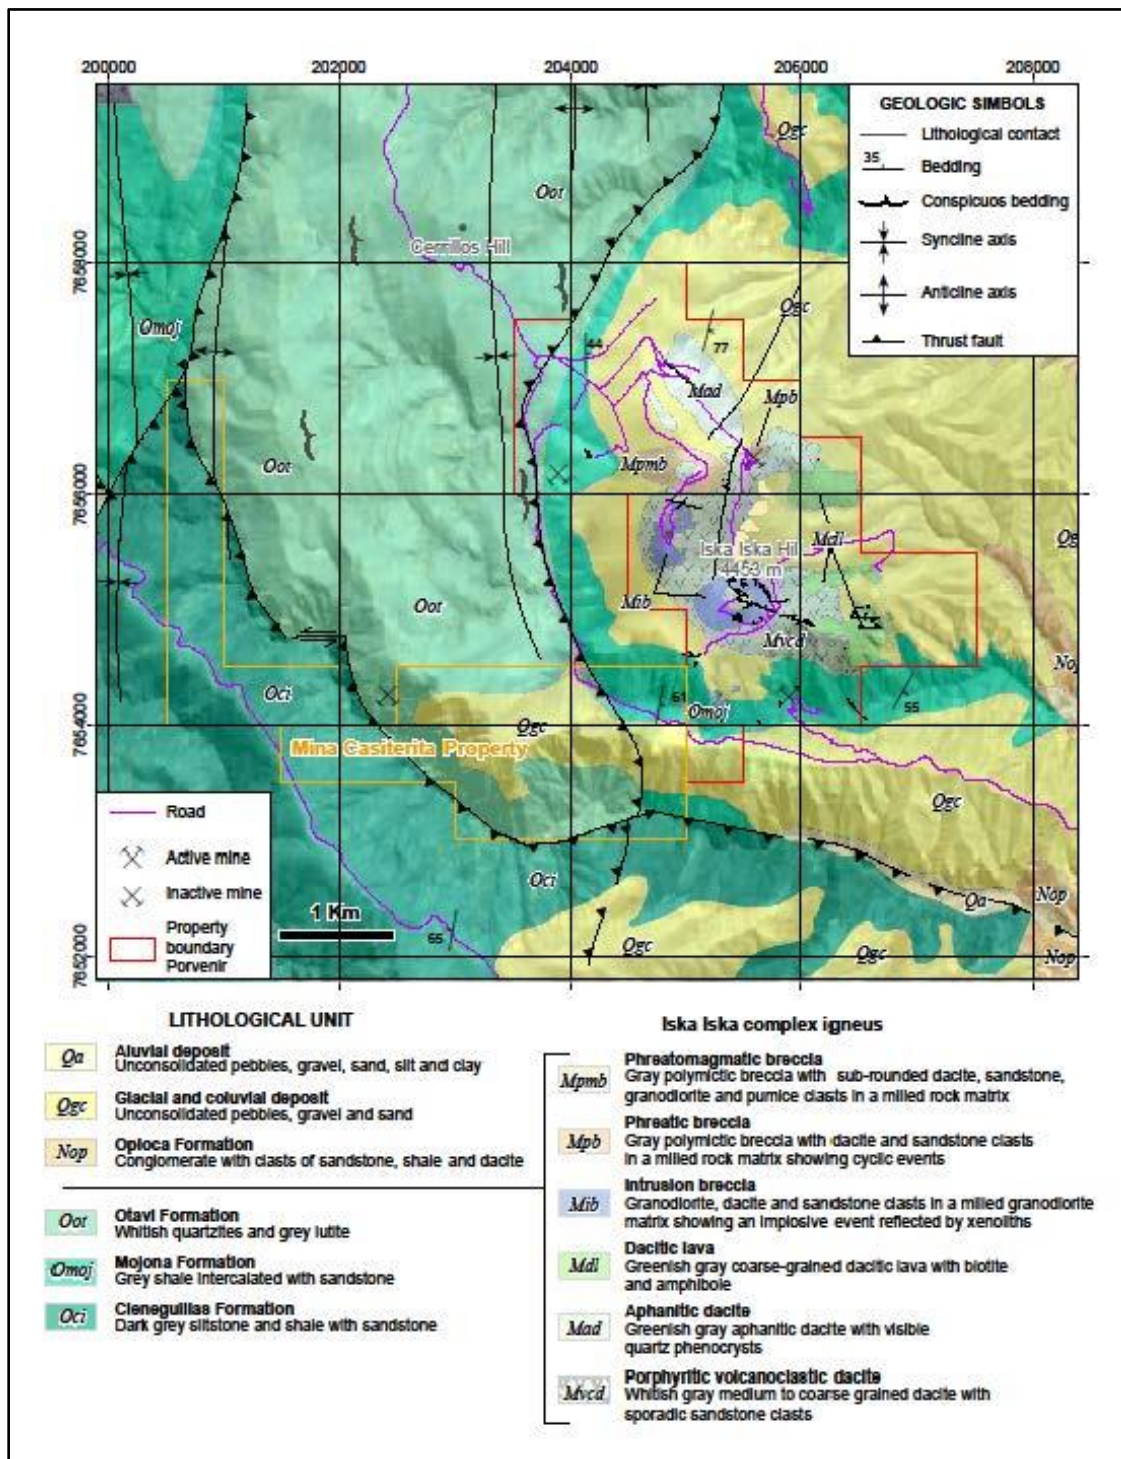 200000 202000 204000 206000 208000
GEOLOGIC SIMBOLS
Lithological contact
35 Bedding
Conspicuos bedding
Syncline axis
Anticline axis
Thrust fault
Qgc
Oot
Cerrillos Hill
7658000
Qgc
Omoj
44
77
Mad
Mpb
Oot
Mpmb
7656000
Iska Iska Hil
4453 m
Mdl
Qgc
Oot
Mib
Mvcd
Nop
Oci
61
Omoj
55
7654000
Qgc
Mina Casiterita Property
Qgc
Road
Active mine
Inactive mine
Property
boundary
Porvenir
1 Km
Oci
65
Qgc
Qgc
Qa
Nop
Nop
7652000
LITHOLOGICAL UNIT
Qa Aluvial deposit
Unconsolidated pebbles, gravel, sand, silt and clay
Qgc Glacial and coluvial deposit
Unconsolidated pebbles, gravel and sand
Nop Oploca Formation
Conglomerate with clasts of sandstone, shale and dacite
Oot Otavi Formation
Whitish quartzites and grey lutite
Omoj Mojona Formation
Grey shale intercalated with sandstone
Oci Cieneguillas Formation
Dark grey siltstone and shale with sandstone
Iska Iska complex igneus
Mpmb Phreatomagmatic breccia
Gray polymictic breccia with sub-rounded dacite, sandstone,
granodiorite and pumice clasts in a milled rock matrix
Mpb Phreatic breccia
Gray polymictic breccia with dacite and sandstone clasts
in a milled rock matrix showing cyclic events
Mib Intrusion breccia
Granodiorite, dacite and sandstone clasts in a milled granodiorite
matrix showing an implosive event reflected by xenoliths
Mdl Dacitic lava
Greenish gray coarse-grained dacitic lava with biotite
and amphibole
Mad Aphanitic dacite
Greenish gray aphanitic dacite with visible
quartz phenocrysts
Mvcd Porphyritic volcanoclastic dacite
Whitish gray medium to coarse grained dacite with
sporadic sandstone clasts